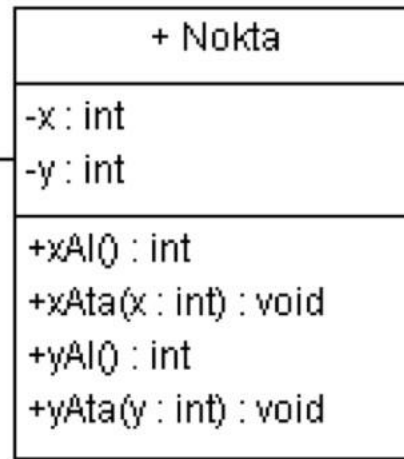 + Nokta
-x : int
-y : int
+xAl() : int
+xAta(x : int) : void
+yAl() : int
+yAta(y : int) : void